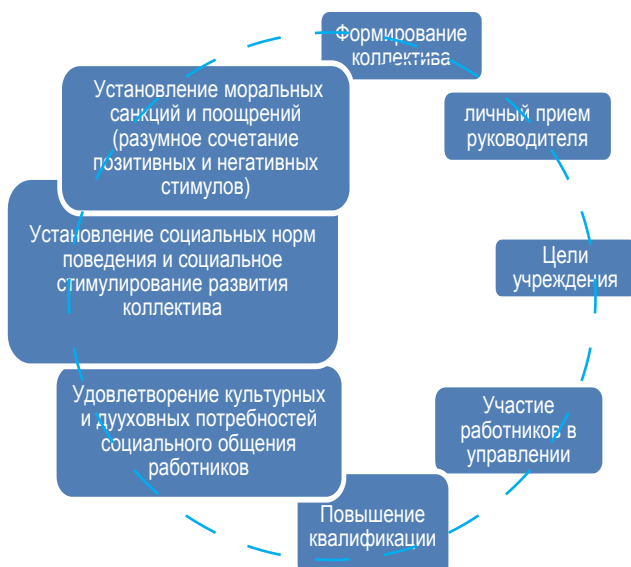 Формирование
коллектива
личный прием
руководителя
Цели
учреждения
Участие
работников в
управлении
Повышение
квалификации
Удовлетворение культурных
и дууховных потребностей
социального общения
работников
Установление социальных норм
поведения и социальное
стимулирование развития
коллектива
Установление моральных
санкций и поощрений
(разумное сочетание
позитивных и негативных
стимулов)